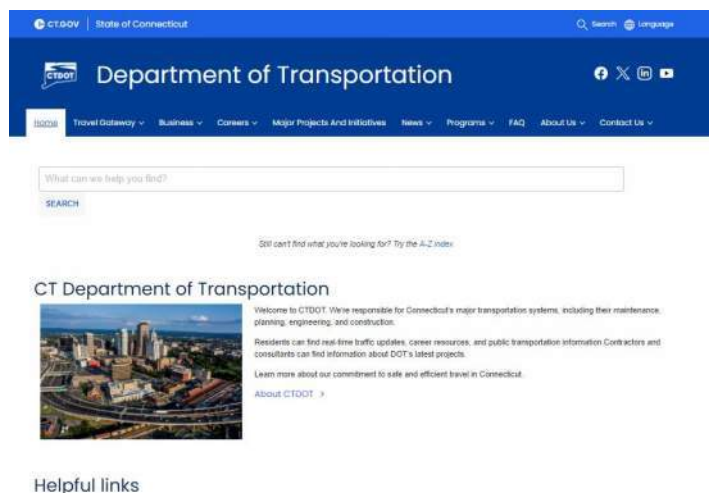 CT.GOV | State of Connecticut
Search
Language
CTDOT
Department of Transportation
Home
Travel Gateway
Business
Careers
Major Projects And Initiatives
News
Programs
FAQ
About Us
Contact Us
What can we help you find?
SEARCH
Still can't find what you're looking for? Try the A-Z index
CT Department of Transportation
Welcome to CTDOT. We're responsible for Connecticut's major transportation systems, including their maintenance,
planning, engineering, and construction.
Residents can find real-time traffic updates, career resources, and public transportation information Contractors and
consultants can find information about DOT's latest projects.
Learn more about our commitment to safe and efficient travel in Connecticut.
About CTDOT >
Helpful links